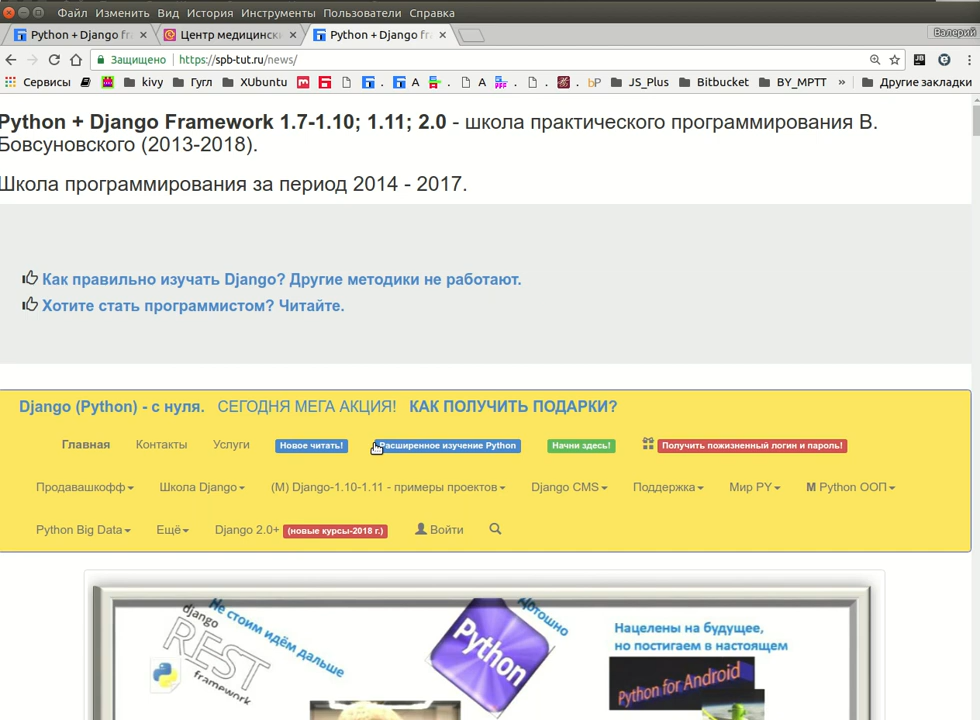 Файл Изменить Вид История Инструменты Пользователи Справка
Python + Django fr
Центр медицинск
Python + Django fr
Валерий
Защищено https://spb-tut.ru/news/
Сервисы kivy Гугл XUbuntu A A bP JS_Plus Bitbucket BY_MPTT » Другие закладки
Python + Django Framework 1.7-1.10; 1.11; 2.0 - школа практического программирования В.
Бовсуновского (2013-2018).
Школа программирования за период 2014 - 2017.
Как правильно изучать Django? Другие методики не работают.
Хотите стать программистом? Читайте.
Django (Python) - с нуля. СЕГОДНЯ МЕГА АКЦИЯ! КАК ПОЛУЧИТЬ ПОДАРКИ?
Главная Контакты Услуги Новое читать! Расширенное изучение Python Начни здесь! Получить пожизненный логин и пароль!
Продавашкофф Школа Django (М) Django-1.10-1.11 - примеры проектов Django CMS Поддержка Мир PY М Python ООП
Python Big Data Ещё Django 2.0+ (новые курсы-2018 г.) Войти
Не стоим идём дальше
django
REST
framework
Дотошно
Python
Нацелены на будущее,
но постигаем в настоящем
Python for Android